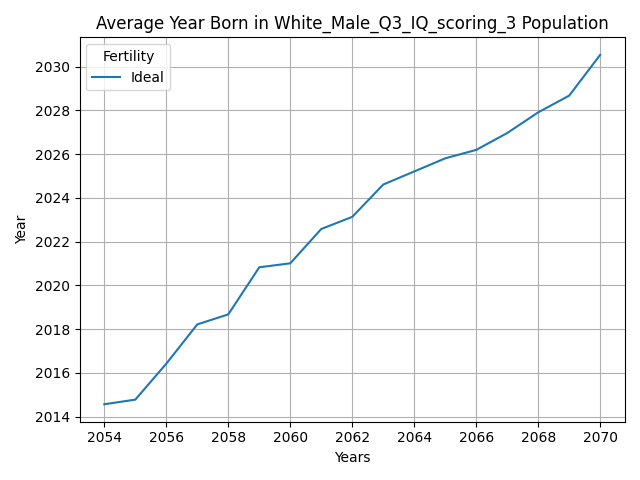 Average Year Born in White_Male_Q3_IQ_scoring_3 Population
Fertility
Ideal
2030
2028
2026
2024
2022
2020
2018
2016
2014
Year
2054 2056 2058 2060 2062 2064 2066 2068 2070
Years